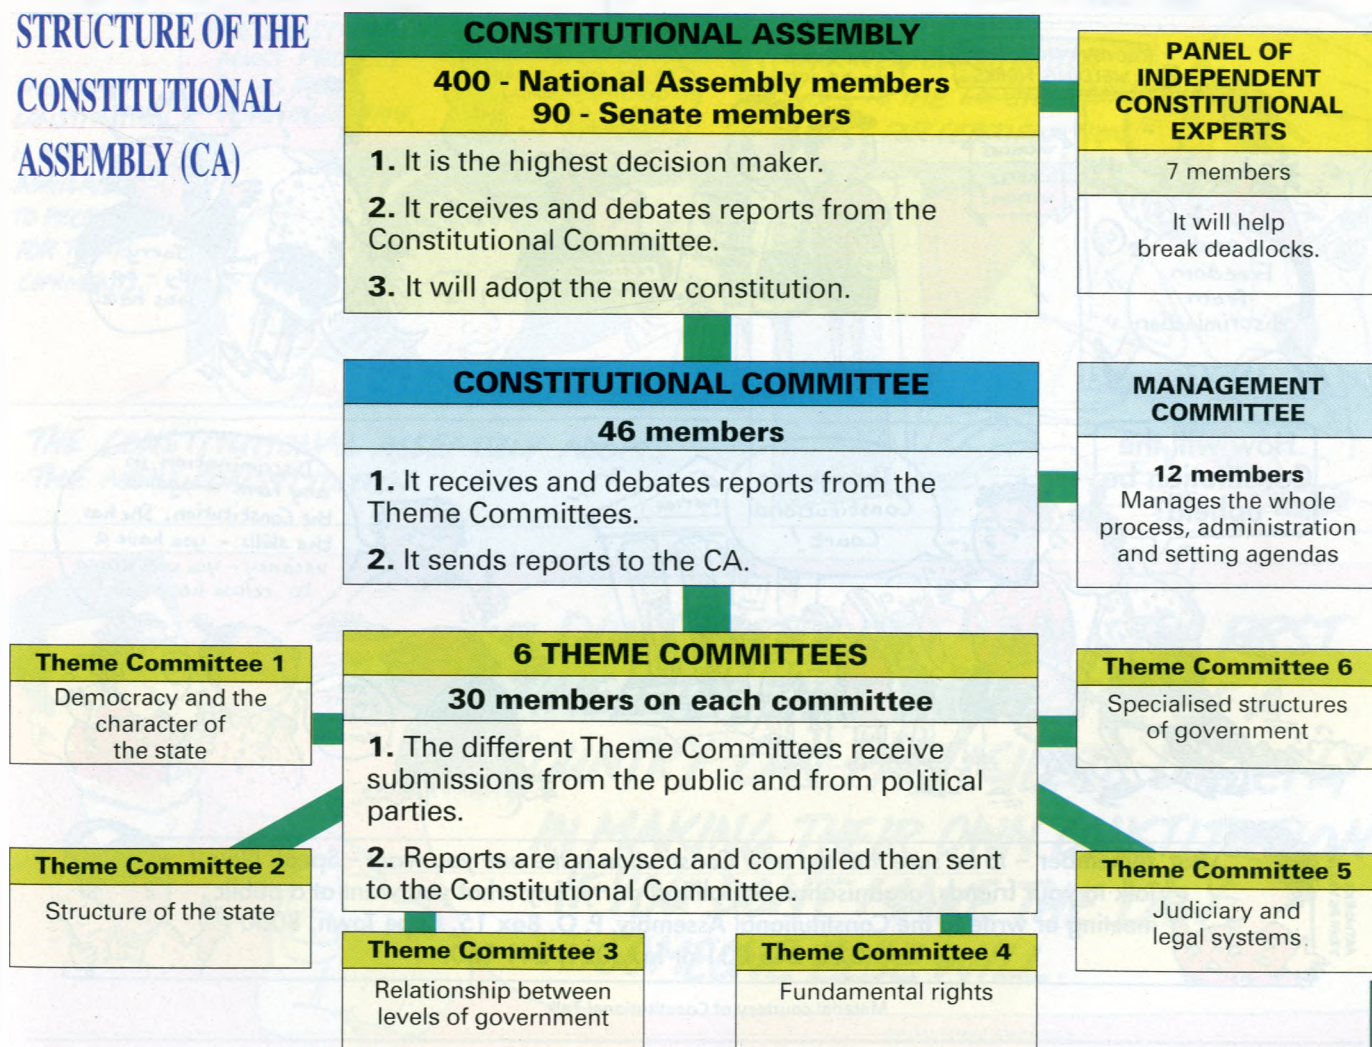 STRUCTURE OF THE
CONSTITUTIONAL
ASSEMBLY (CA)
CONSTITUTIONAL ASSEMBLY
400 - National Assembly members
90 - Senate members
1. It is the highest decision maker.
2. It receives and debates reports from the
Constitutional Committee.
3. It will adopt the new constitution.
PANEL OF
INDEPENDENT
CONSTITUTIONAL
EXPERTS
7 members
It will help
break deadlocks.
CONSTITUTIONAL COMMITTEE
46 members
1. It receives and debates reports from the
Theme Committees.
2. It sends reports to the CA.
MANAGEMENT
COMMITTEE
12 members
Manages the whole
process, administration
and setting agendas
6 THEME COMMITTEES
30 members on each committee
1. The different Theme Committees receive
submissions from the public and from political
parties.
2. Reports are analysed and compiled then sent
to the Constitutional Committee.
Theme Committee 1
Democracy and the
character of
the state
Theme Committee 2
Structure of the state
Theme Committee 3
Relationship between
levels of government
Theme Committee 4
Fundamental rights
Theme Committee 5
Judiciary and
legal systems.
Theme Committee 6
Specialised structures
of government